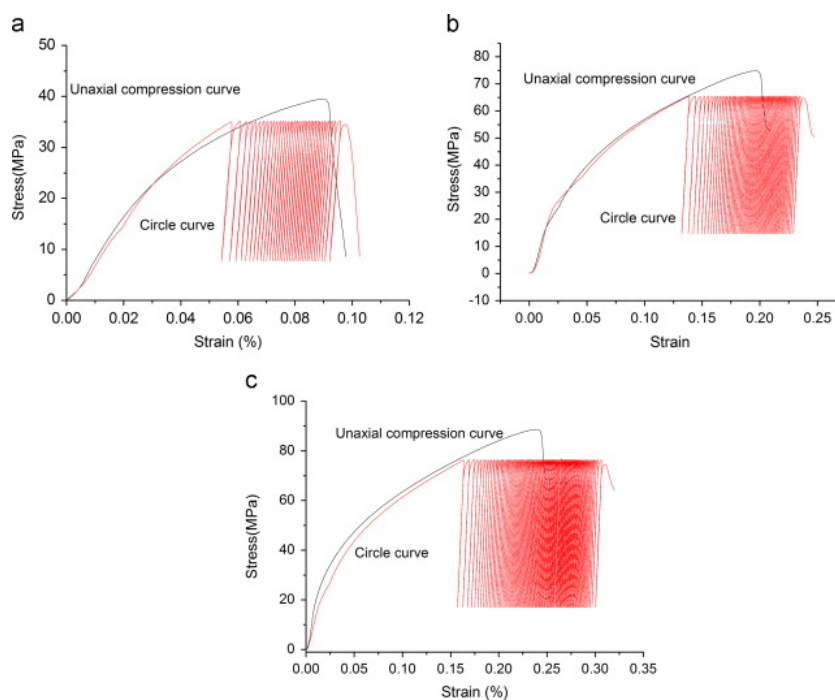 a
50
40
30
20
10
0
Stress(MPa)
Unaxial compression curve
Circle curve
0.00 0.02 0.04 0.06 0.08 0.10 0.12
Strain (%)
b
80
70
60
50
40
30
20
10
0
-10
Stress(MPa)
Unaxial compression curve
Circle curve
0.00 0.05 0.10 0.15 0.20 0.25
Strain
c
100
80
60
40
20
0
Stress(MPa)
Unaxial compression curve
Circle curve
0.00 0.05 0.10 0.15 0.20 0.25 0.30 0.35
Strain (%)